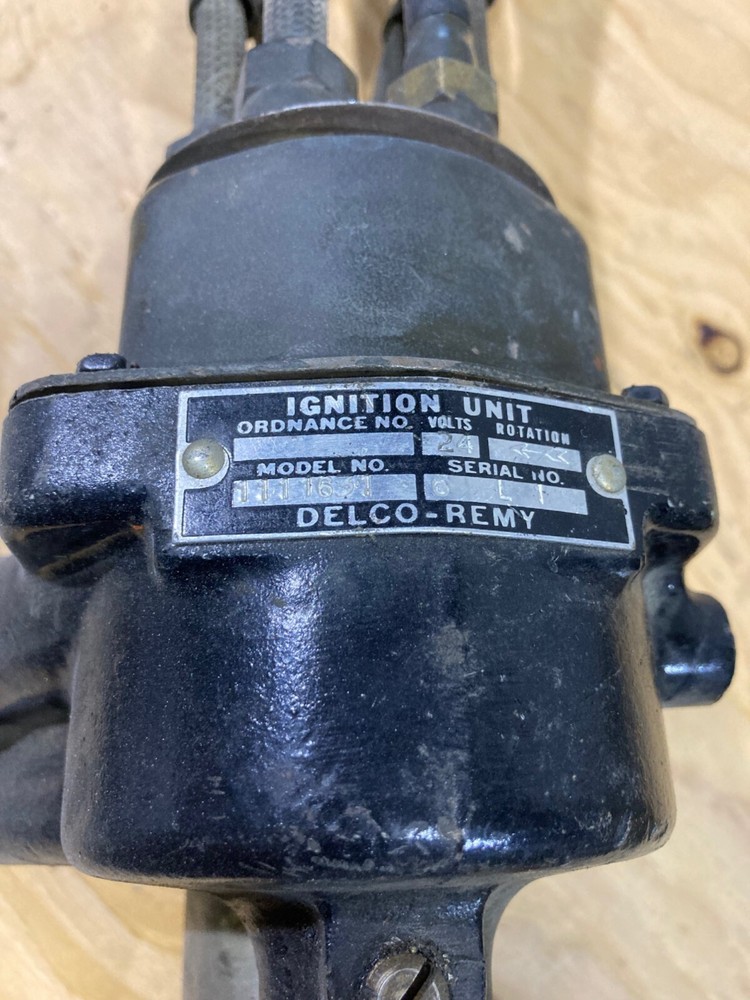 IGNITION UNIT
ORDNANCE NO. VOLTS ROTATION
24
MODEL NO. SERIAL NO.
DELCO-REMY